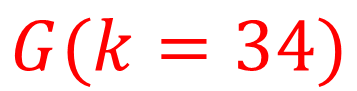 G(k = 34)